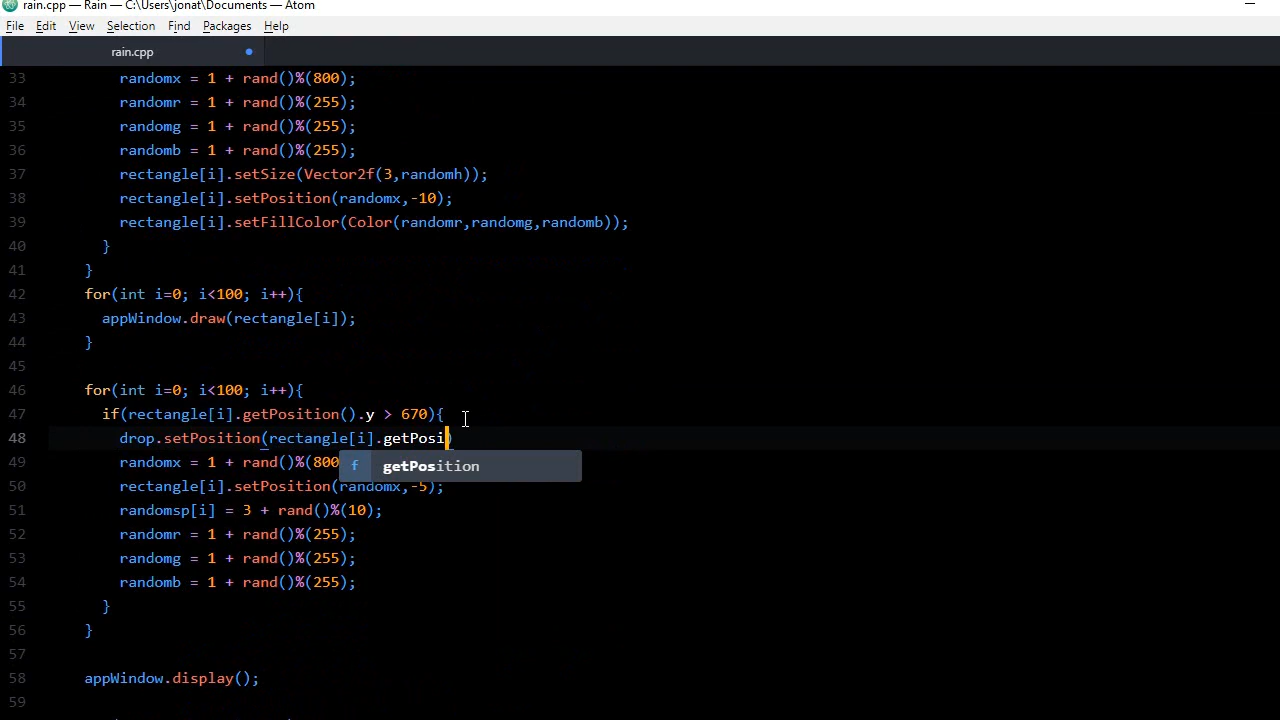 rain.cpp — Rain — C:\Users\jonat\Documents — Atom
File Edit View Selection Find Packages Help
rain.cpp
33 randomx = 1 + rand()%(800);
34 randomr = 1 + rand()%(255);
35 randomg = 1 + rand()%(255);
36 randomb = 1 + rand()%(255);
37 rectangle[i].setSize(Vector2f(3,randomh));
38 rectangle[i].setPosition(randomx,-10);
39 rectangle[i].setFillColor(Color(randomr,randomg,randomb));
40 }
41 }
42 for(int i=0; i<100; i++){
43 appWindow.draw(rectangle[i]);
44 }
45
46 for(int i=0; i<100; i++){
47 if(rectangle[i].getPosition().y > 670){
48 drop.setPosition(rectangle[i].getPosi)
49 randomx = 1 + rand()%(800
f getPosition
50 rectangle[i].setPosition(randomx,-5);
51 randomsp[i] = 3 + rand()%(10);
52 randomr = 1 + rand()%(255);
53 randomg = 1 + rand()%(255);
54 randomb = 1 + rand()%(255);
55 }
56 }
57
58 appWindow.display();
59